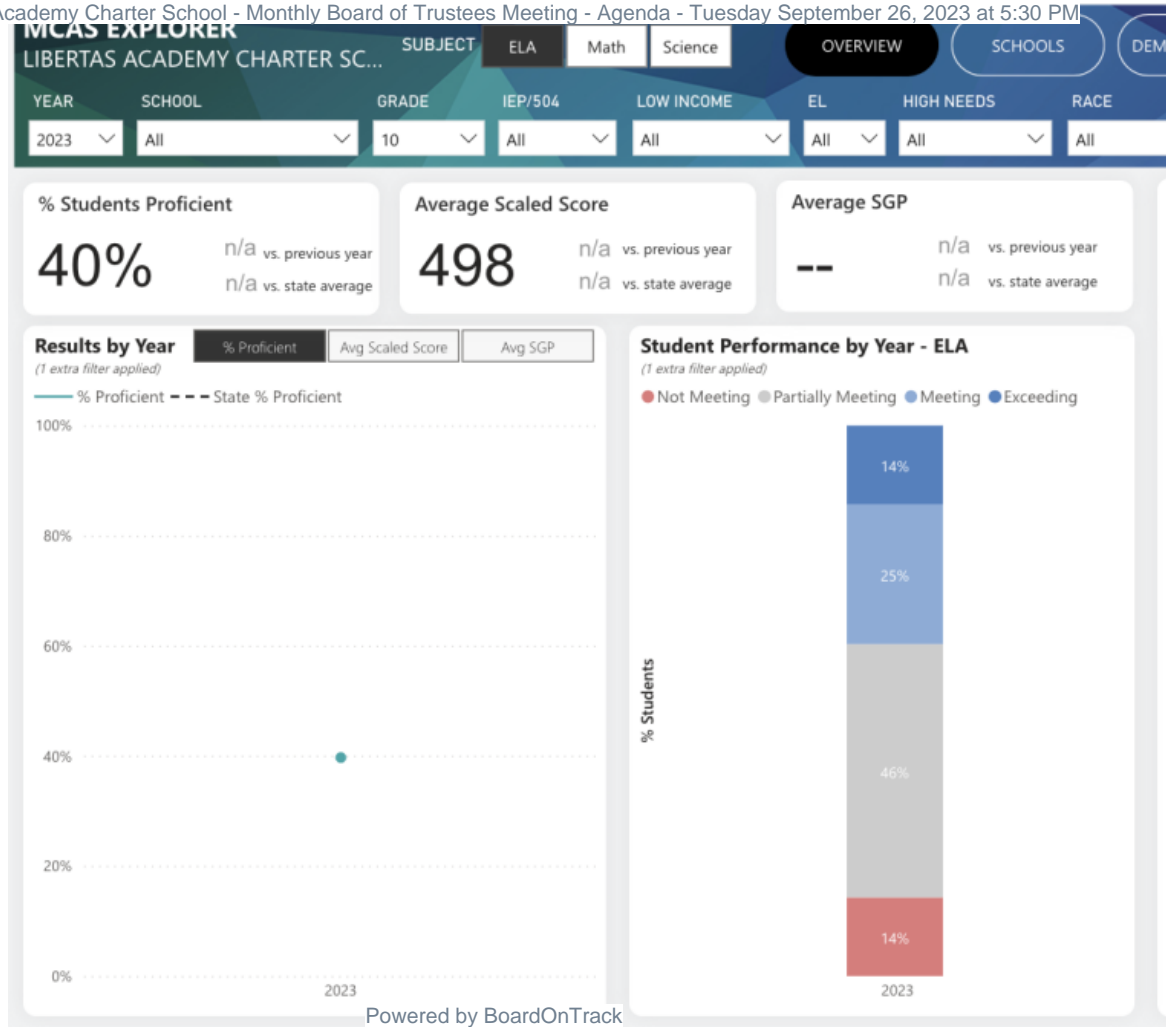 Academy Charter School - Monthly Board of Trustees Meeting - Agenda - Tuesday September 26, 2023 at 5:30 PM
MCAS EXPLORER
LIBERTAS ACADEMY CHARTER SC...
SUBJECT ELA Math Science
OVERVIEW SCHOOLS DEM
YEAR SCHOOL GRADE IEP/504 LOW INCOME EL HIGH NEEDS RACE
2023 All 10 All All All All All
% Students Proficient
40%
n/a vs. previous year
n/a vs. state average
Average Scaled Score
498
n/a vs. previous year
n/a vs. state average
Average SGP
--
n/a vs. previous year
n/a vs. state average
Results by Year
% Proficient Avg Scaled Score Avg SGP
(1 extra filter applied)
% Proficient State % Proficient
100%
80%
60%
40%
20%
0%
2023
Student Performance by Year - ELA
(1 extra filter applied)
Not Meeting Partially Meeting Meeting Exceeding
% Students
14%
25%
46%
14%
2023
Powered by BoardOnTrack